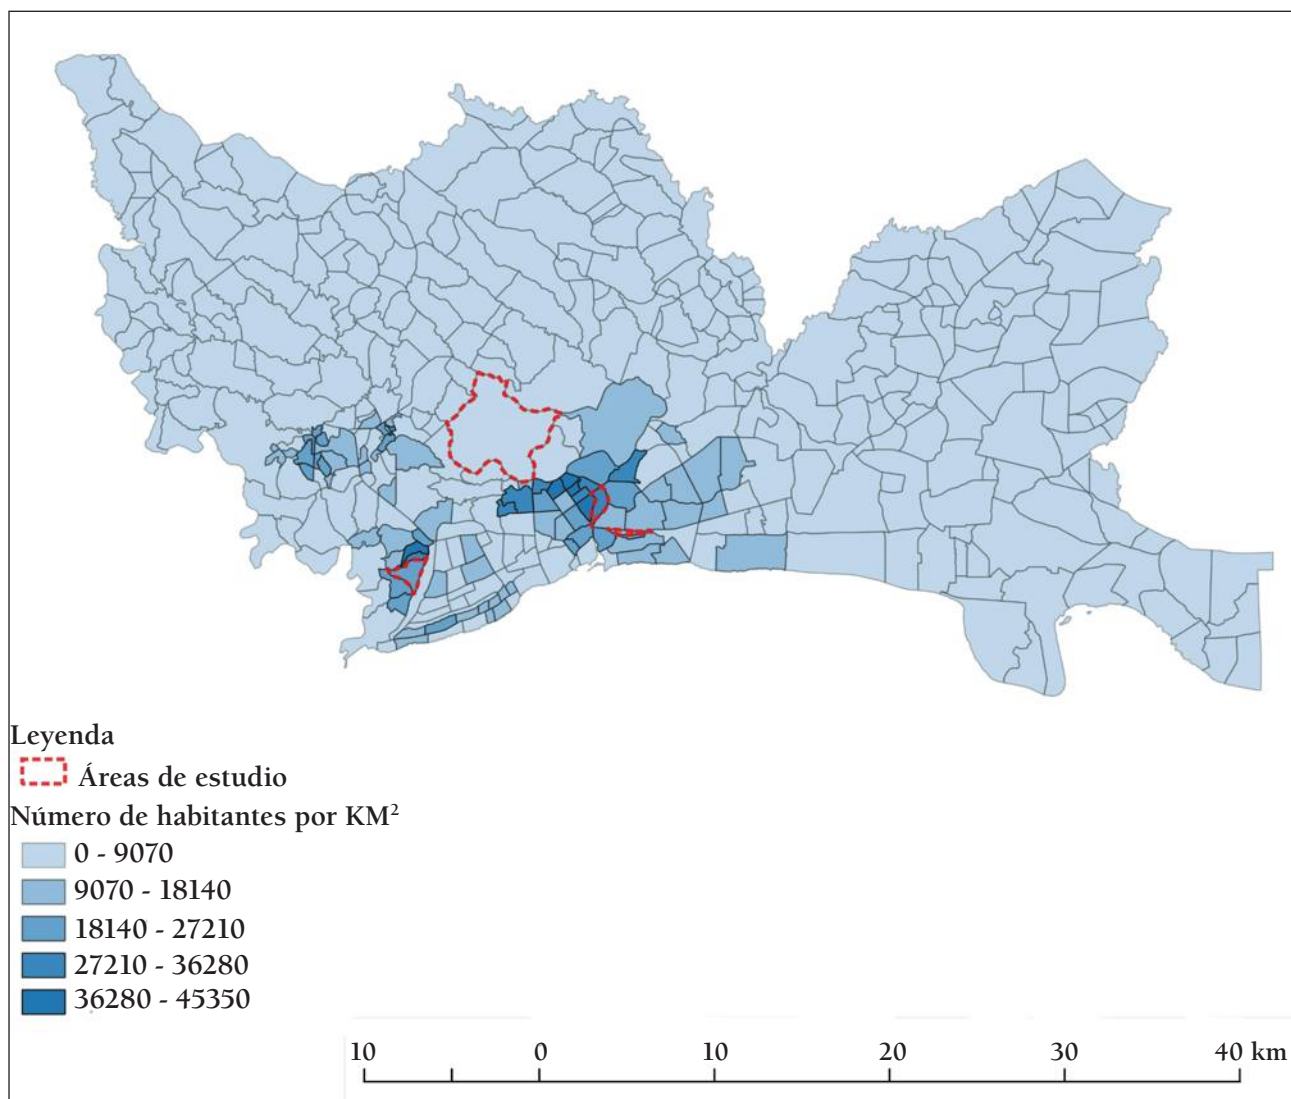 Leyenda
Áreas de estudio
Número de habitantes por KM²
0 - 9070
9070 - 18140
18140 - 27210
27210 - 36280
36280 - 45350
10 0 10 20 30 40 km